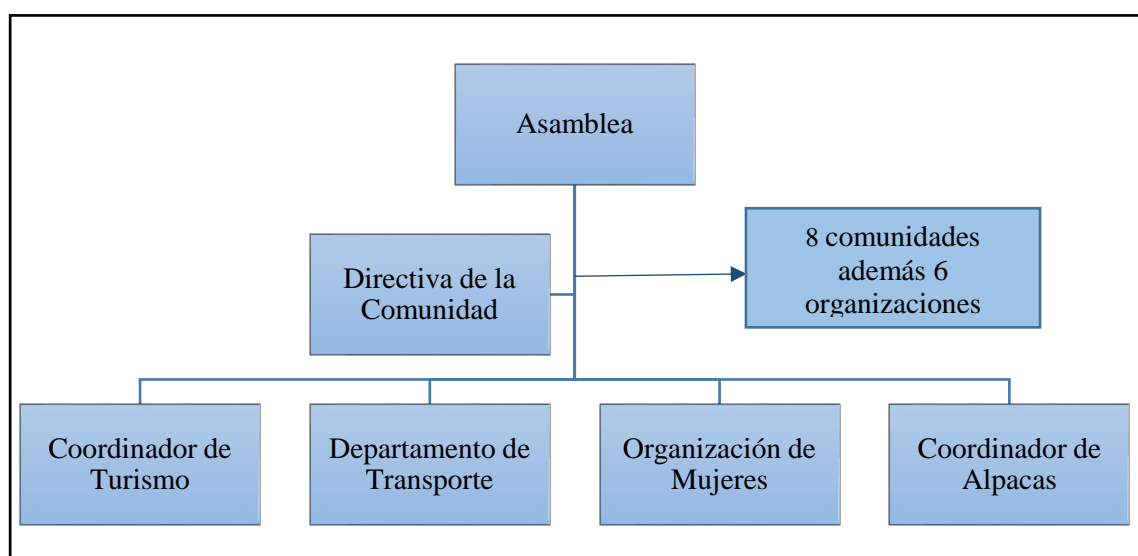 Asamblea
Directiva de la
Comunidad
8 comunidades
además 6
organizaciones
Coordinador de
Turismo
Departamento de
Transporte
Organización de
Mujeres
Coordinador de
Alpacas